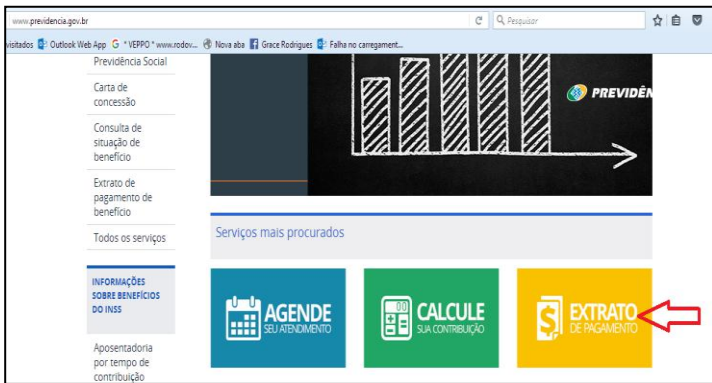 www.previdencia.gov.br
Pesquisar
visitados Outlook Web App G * VEPPO * www.rodov... Nova aba Grace Rodrigues Falha no carregament...
Previdência Social
Carta de
concessão
Consulta de
situação de
benefício
Extrato de
pagamento de
benefício
Todos os serviços
INFORMAÇÕES
SOBRE BENEFÍCIOS
DO INSS
Aposentadoria
por tempo de
contribuição
PREVIDÊN
Serviços mais procurados
AGENDE
SEU ATENDIMENTO
CALCULE
SUA CONTRIBUIÇÃO
EXTRATO
DE PAGAMENTO